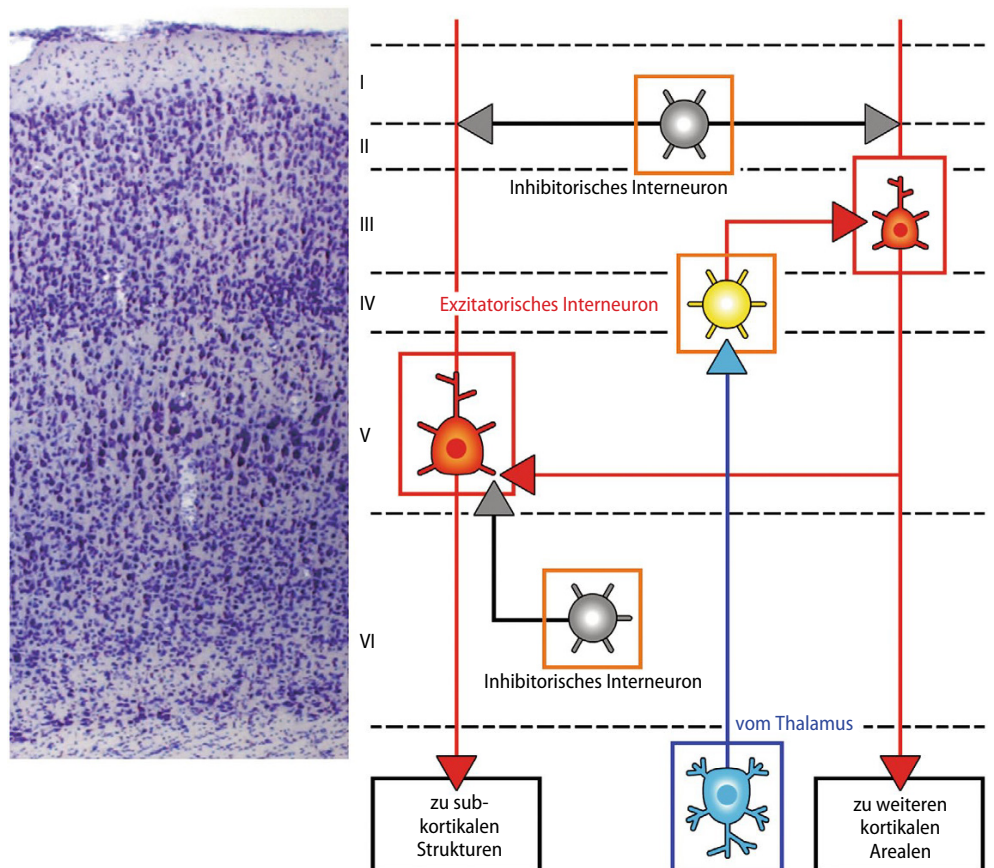 I
II
Inhibitorisches Interneuron
III
IV
Exzitatorisches Interneuron
V
VI
Inhibitorisches Interneuron
vom Thalamus
zu sub-
kortikalen
Strukturen
zu weiteren
kortikalen
Arealen